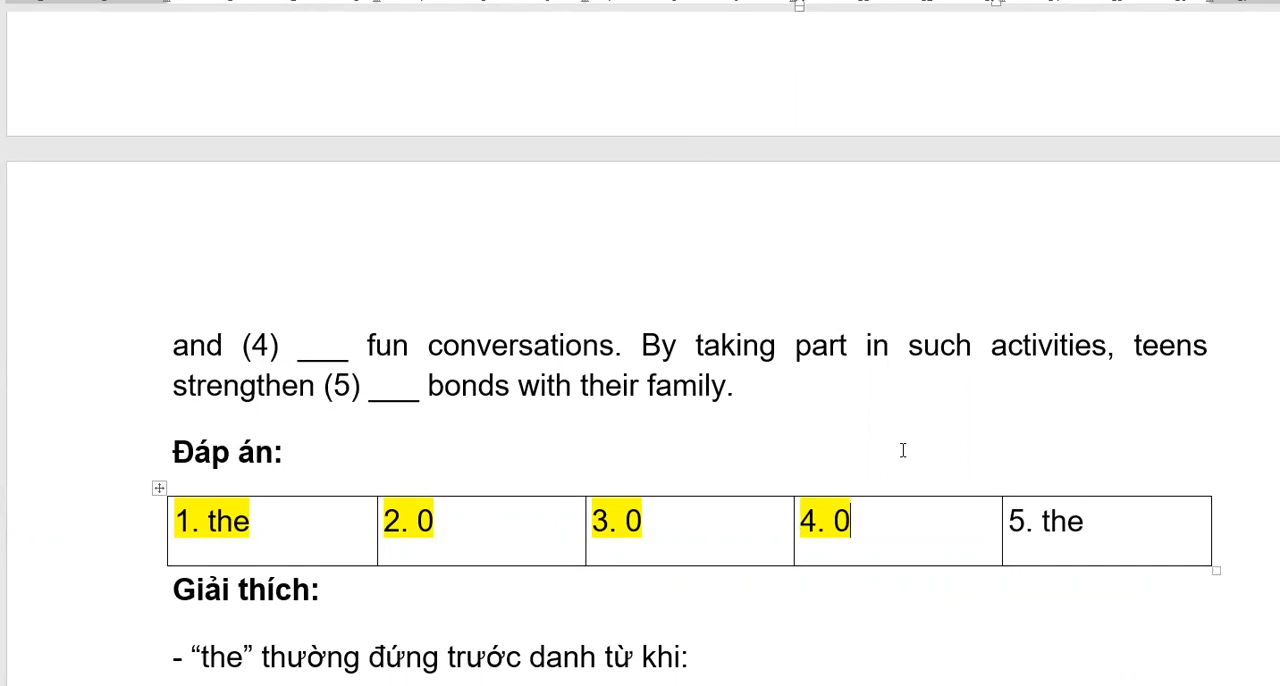 and (4) ___ fun conversations. By taking part in such activities, teens
strengthen (5) ___ bonds with their family.
Đáp án:
1. the 2. 0 3. 0 4. 0 5. the
Giải thích:
- “the” thường đứng trước danh từ khi: